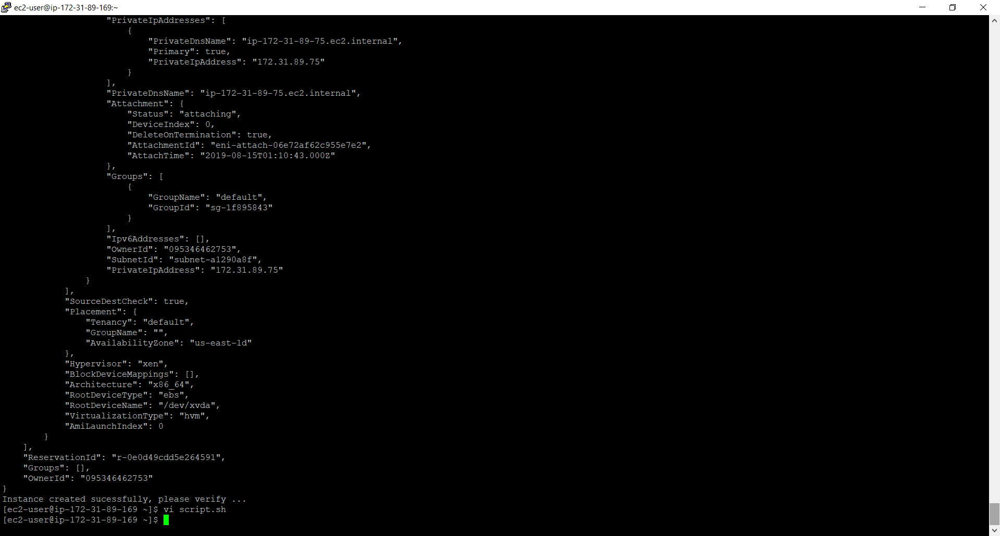 ec2-user@ip-172-31-89-169:~
"PrivateIpAddresses": [
{
"PrivateDnsName": "ip-172-31-89-75.ec2.internal",
"Primary": true,
"PrivateIpAddress": "172.31.89.75"
}
],
"PrivateDnsName": "ip-172-31-89-75.ec2.internal",
"Attachment": {
"Status": "attaching",
"DeviceIndex": 0,
"DeleteOnTermination": true,
"AttachmentId": "eni-attach-06e72af62c955e7e2",
"AttachTime": "2019-08-15T01:10:43.000Z"
},
"Groups": [
{
"GroupName": "default",
"GroupId": "sg-1f895843"
}
],
"Ipv6Addresses": [],
"OwnerId": "095346462753",
"SubnetId": "subnet-a1290a8f",
"PrivateIpAddress": "172.31.89.75"
}
],
"SourceDestCheck": true,
"Placement": {
"Tenancy": "default",
"GroupName": "",
"AvailabilityZone": "us-east-1d"
},
"Hypervisor": "xen",
"BlockDeviceMappings": [],
"Architecture": "x86_64",
"RootDeviceType": "ebs",
"RootDeviceName": "/dev/xvda",
"VirtualizationType": "hvm",
"AmiLaunchIndex": 0
}
],
"ReservationId": "r-0e0d49cdd5e264591",
"Groups": [],
"OwnerId": "095346462753"
}
Instance created sucessfully, please verify ...
[ec2-user@ip-172-31-89-169 ~]$ vi script.sh
[ec2-user@ip-172-31-89-169 ~]$